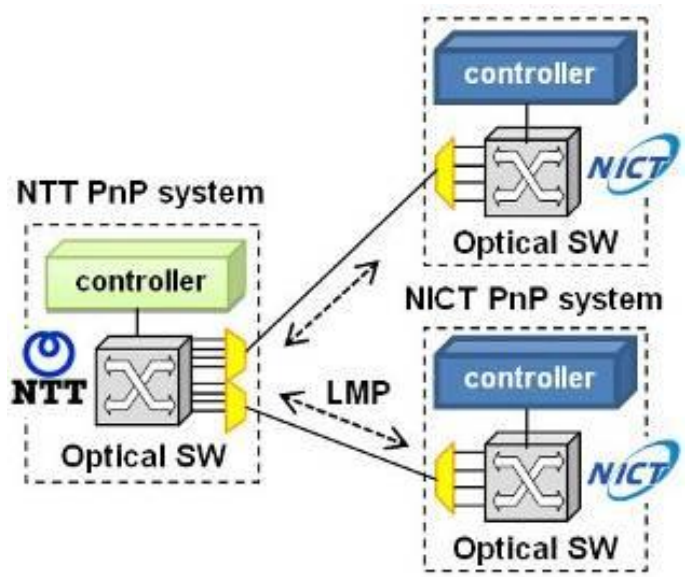 controller
NICT
Optical SW
NTT PnP system
controller
NTT
Optical SW
NICT PnP system
LMP
controller
NICT
Optical SW